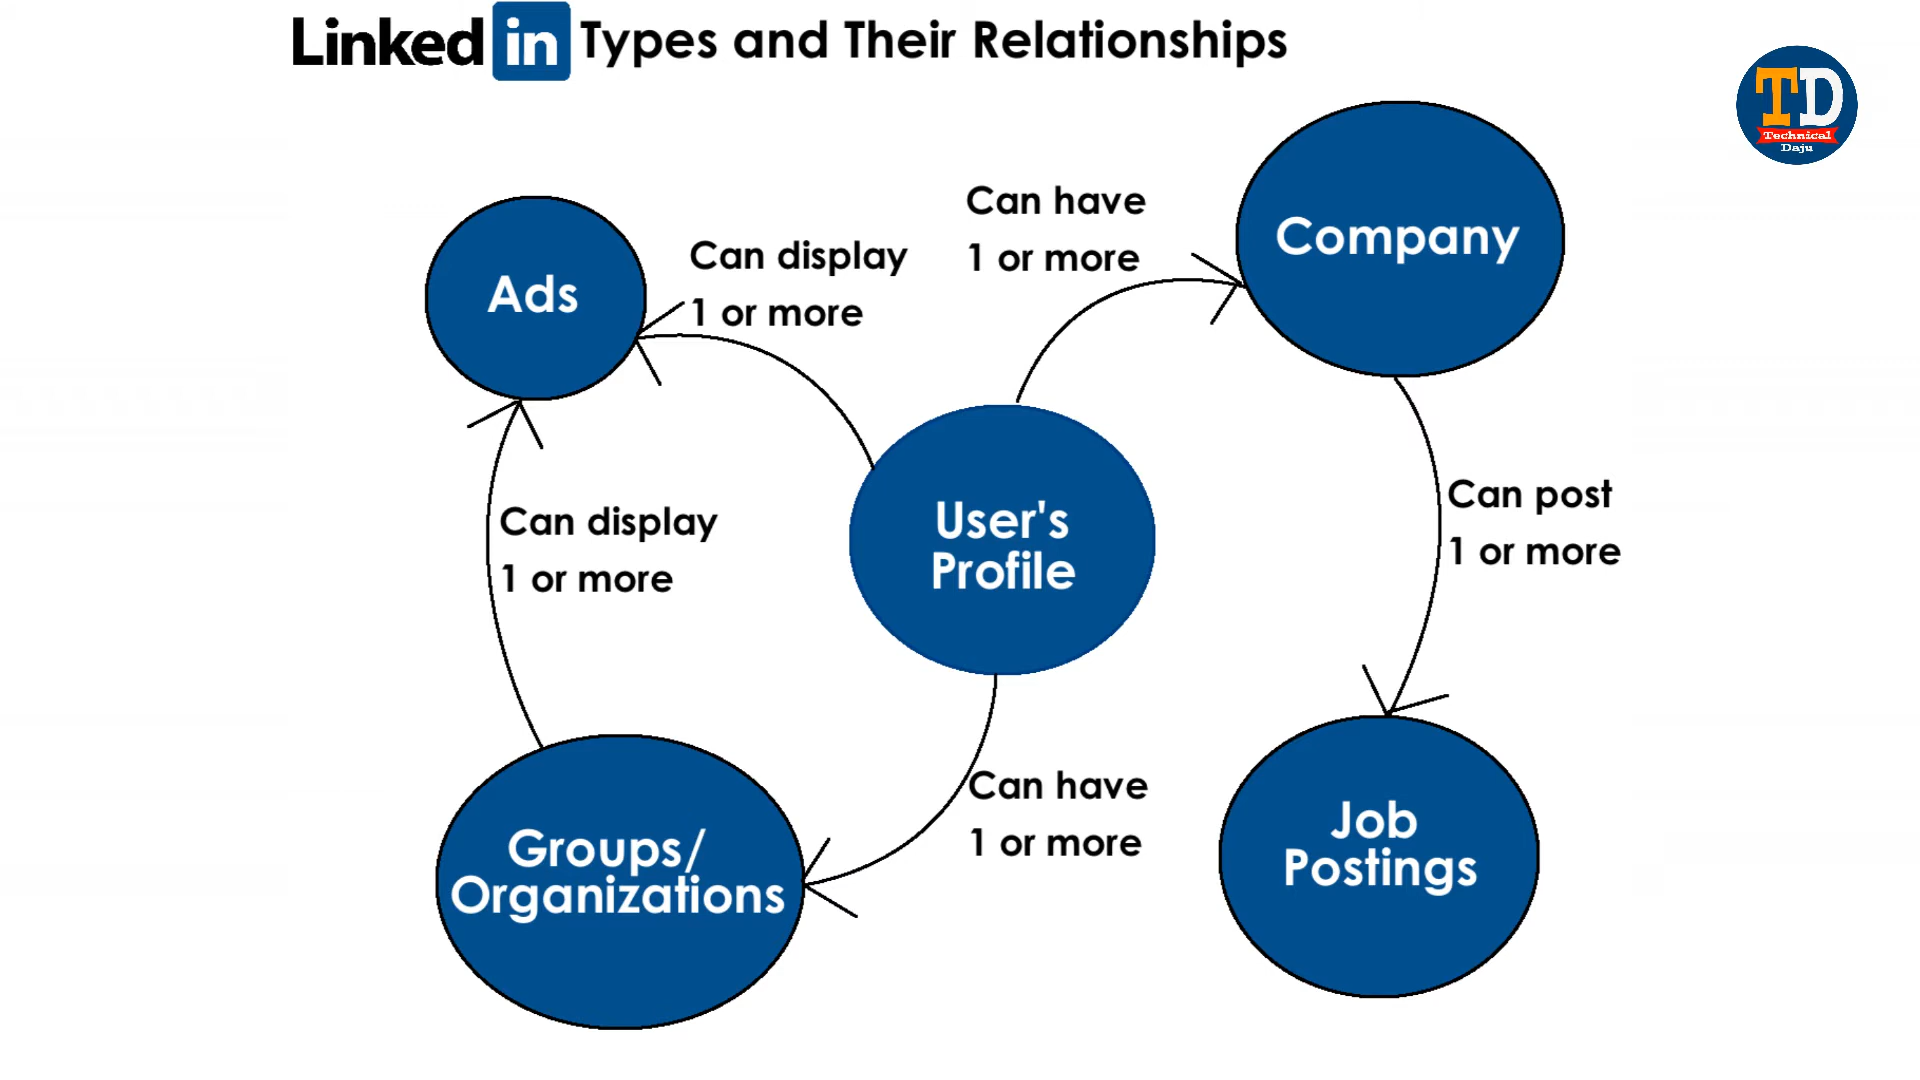 Linked in Types and Their Relationships
TD
Technical
Daju
Can have
1 or more
Company
Can display
1 or more
Ads
Can post
1 or more
User's
Profile
Can display
1 or more
Can have
1 or more
Groups/
Organizations
Job
Postings